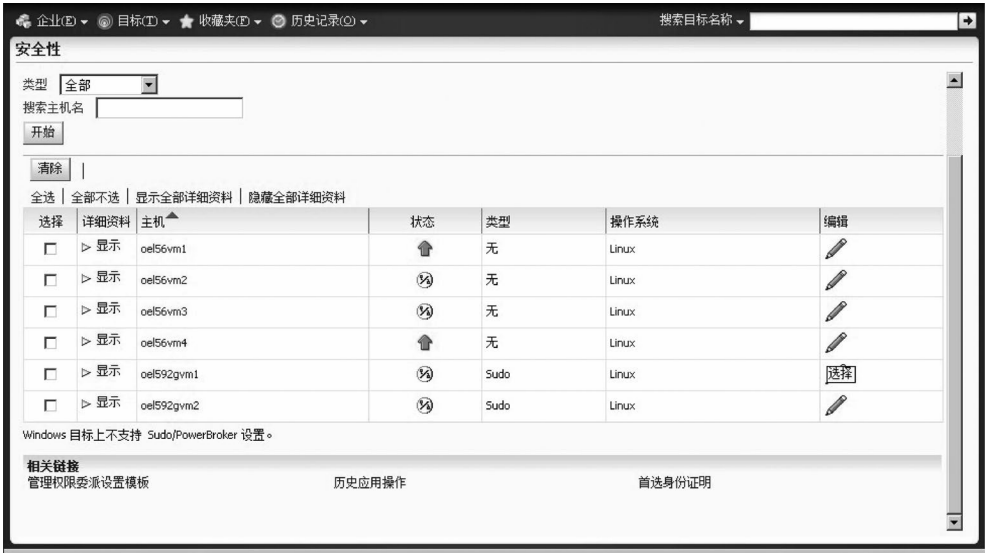 企业(E) 目标(T) 收藏夹(F) 历史记录(O) 搜索目标名称
安全性
类型 全部
搜索主机名
开始
清除 |
全选 | 全部不选 | 显示全部详细资料 | 隐藏全部详细资料
选择 详细资料 主机 状态 类型 操作系统 编辑
显示 oel56vm1 无 Linux
显示 oel56vm2 无 Linux
显示 oel56vm3 无 Linux
显示 oel56vm4 无 Linux
显示 oel592gvm1 Sudo Linux 选择
显示 oel592gvm2 Sudo Linux
Windows 目标上不支持 Sudo/PowerBroker 设置。
相关链接
管理权限委派设置模板 历史应用操作 首选身份证明